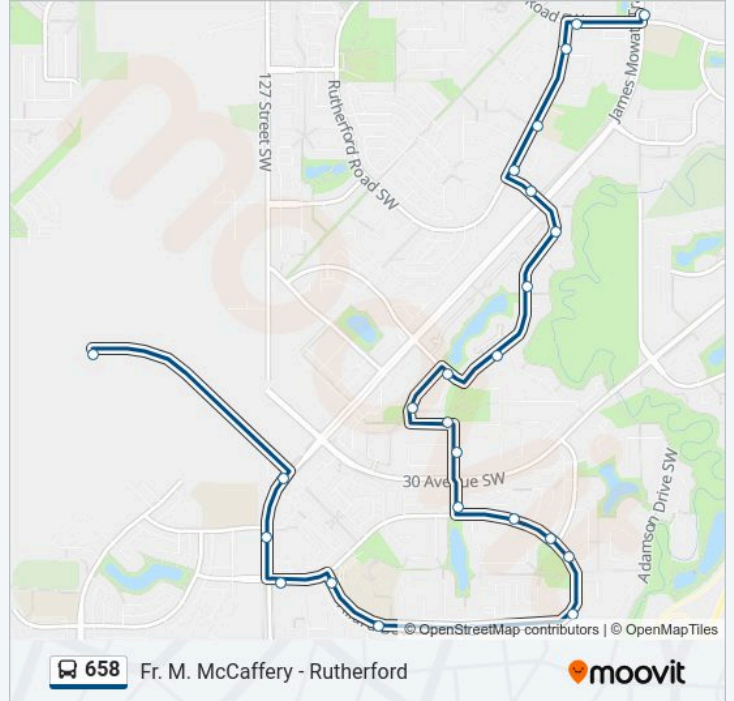 Road
James Mowat
127 Street SW
Rutherford Road SW
30 Avenue SW
Adamson Drive SW
© OpenStreetMap contributors | © OpenMapTiles
658 Fr. M. McCaffery - Rutherford
moovit